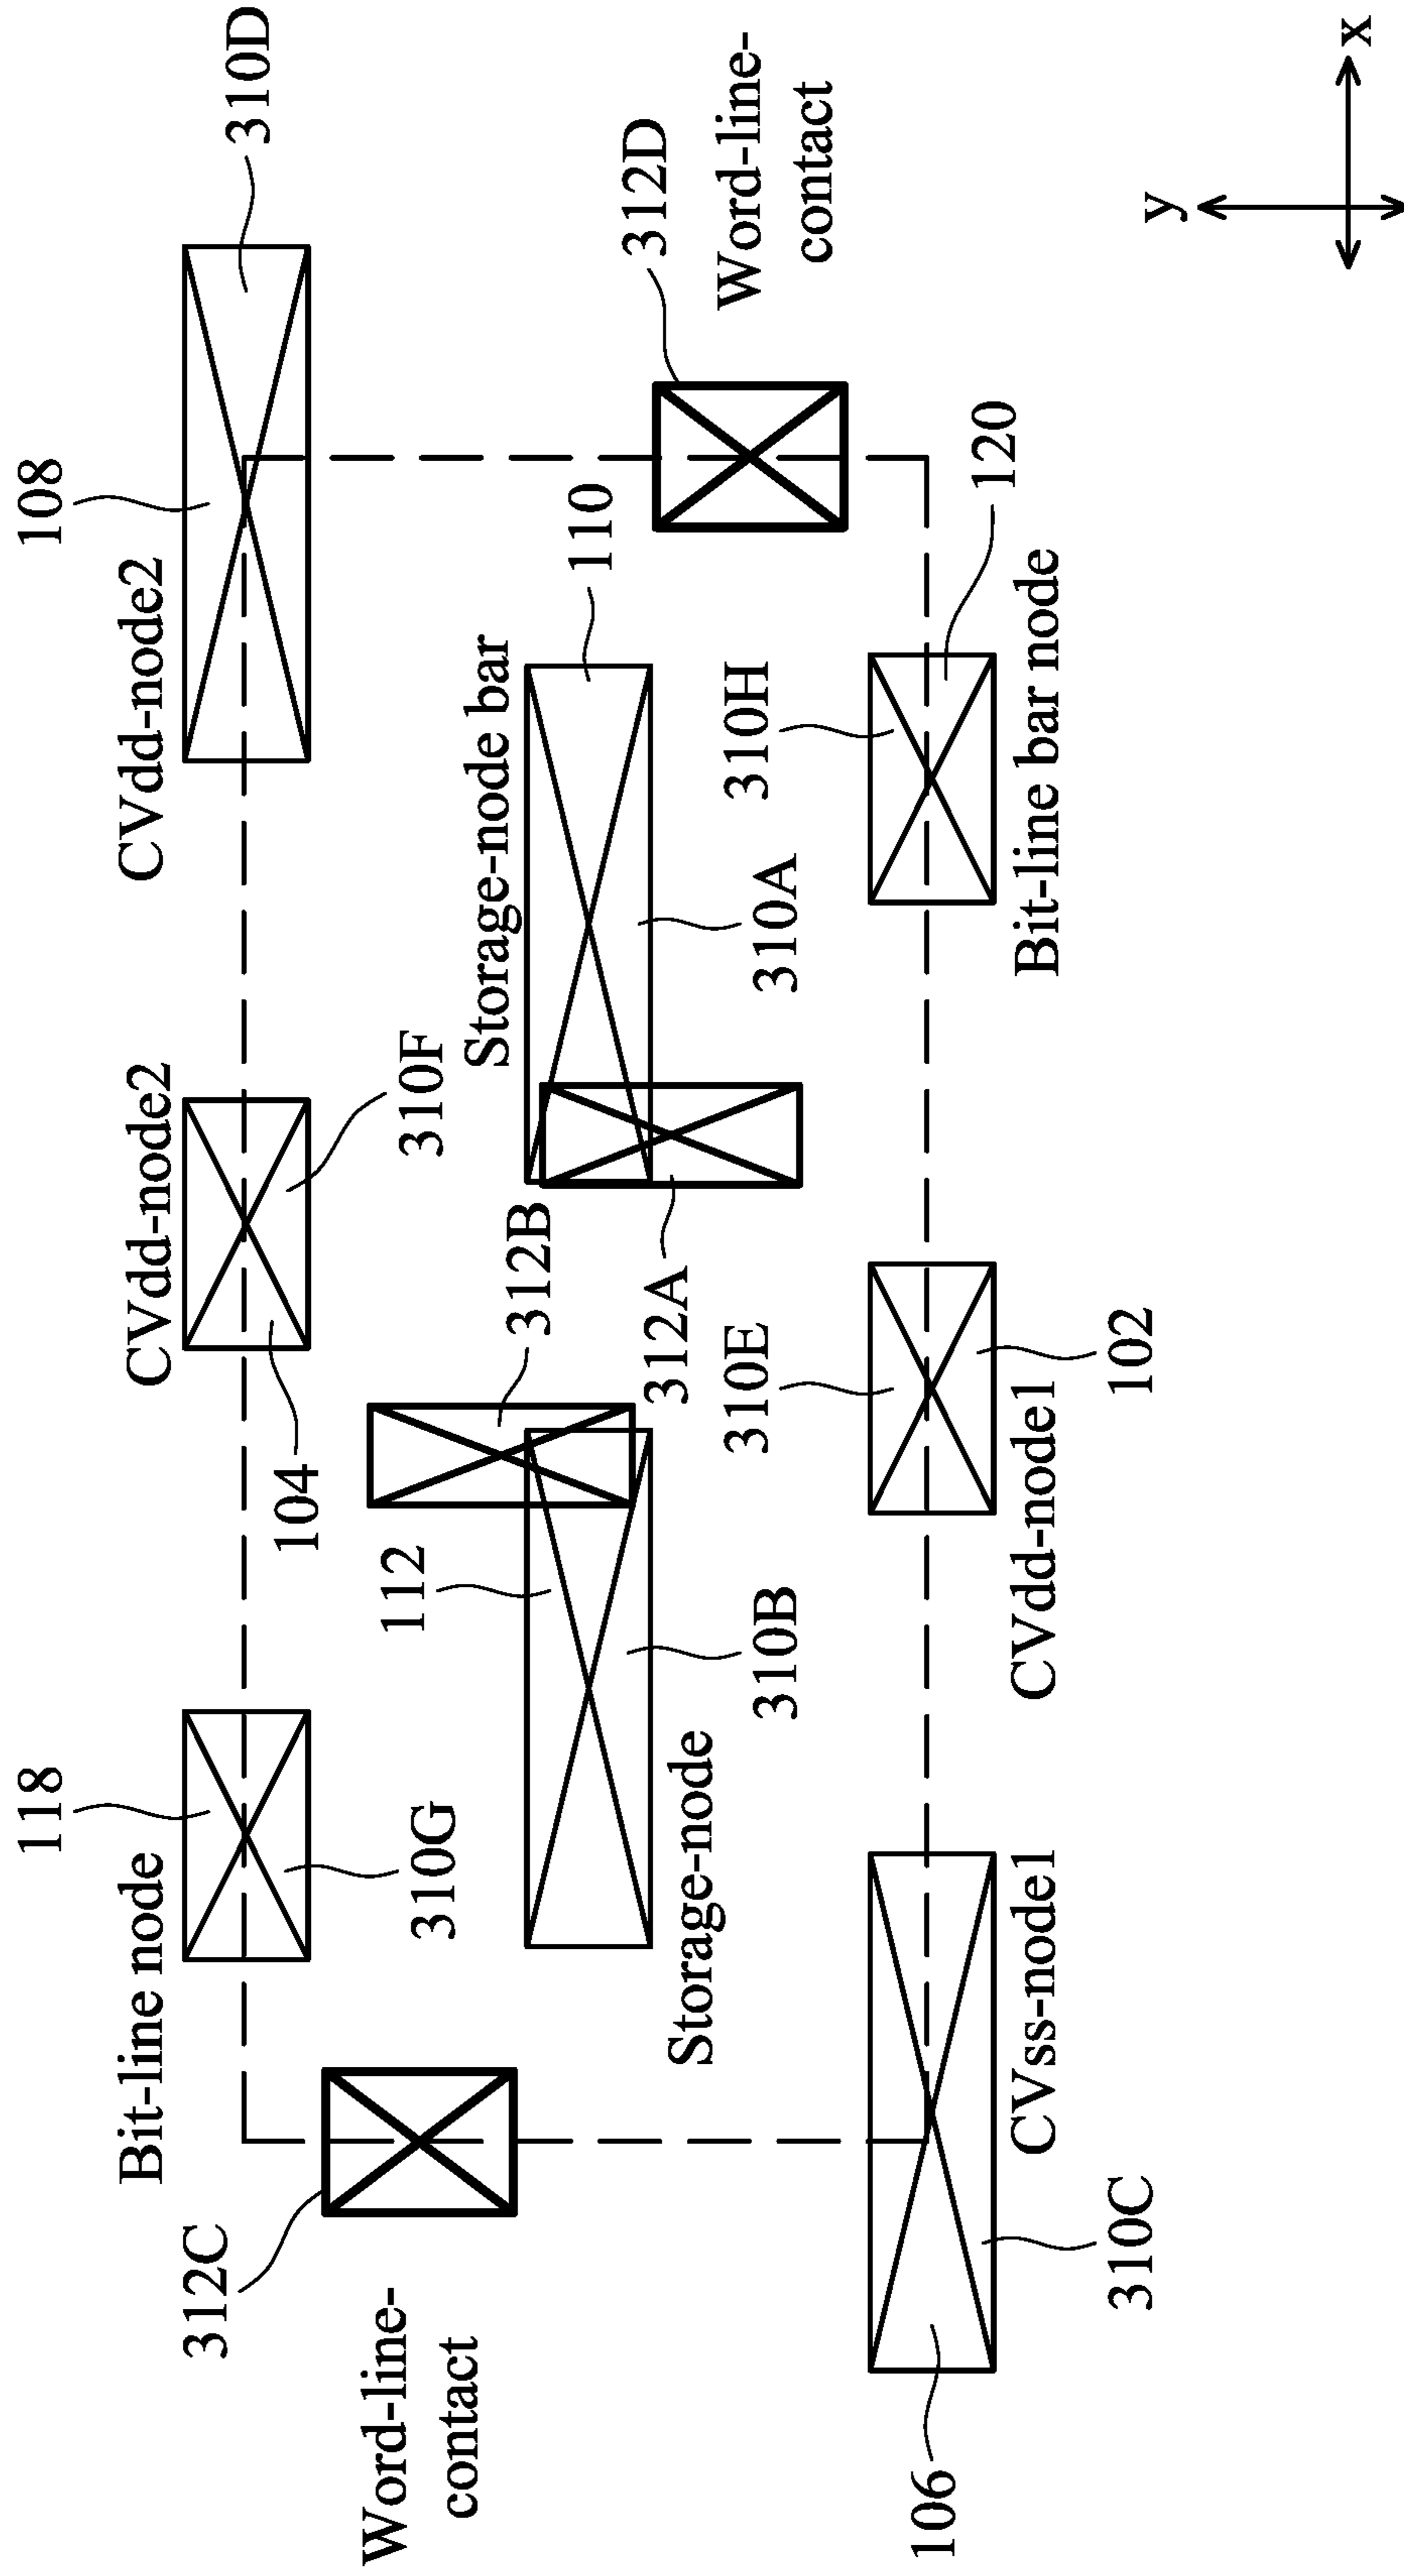 118
108
Bit-line node
CVdd-node2
CVdd-node2
312C
310D
104
Word-line-
contact
112
310G
310F
Storage-node bar
312B
110
312D
312A
Storage-node
Word-line-
contact
310B
310E
310A
310H
106
120
CVss-node1
CVdd-node1
Bit-line bar node
310C
102
y
x